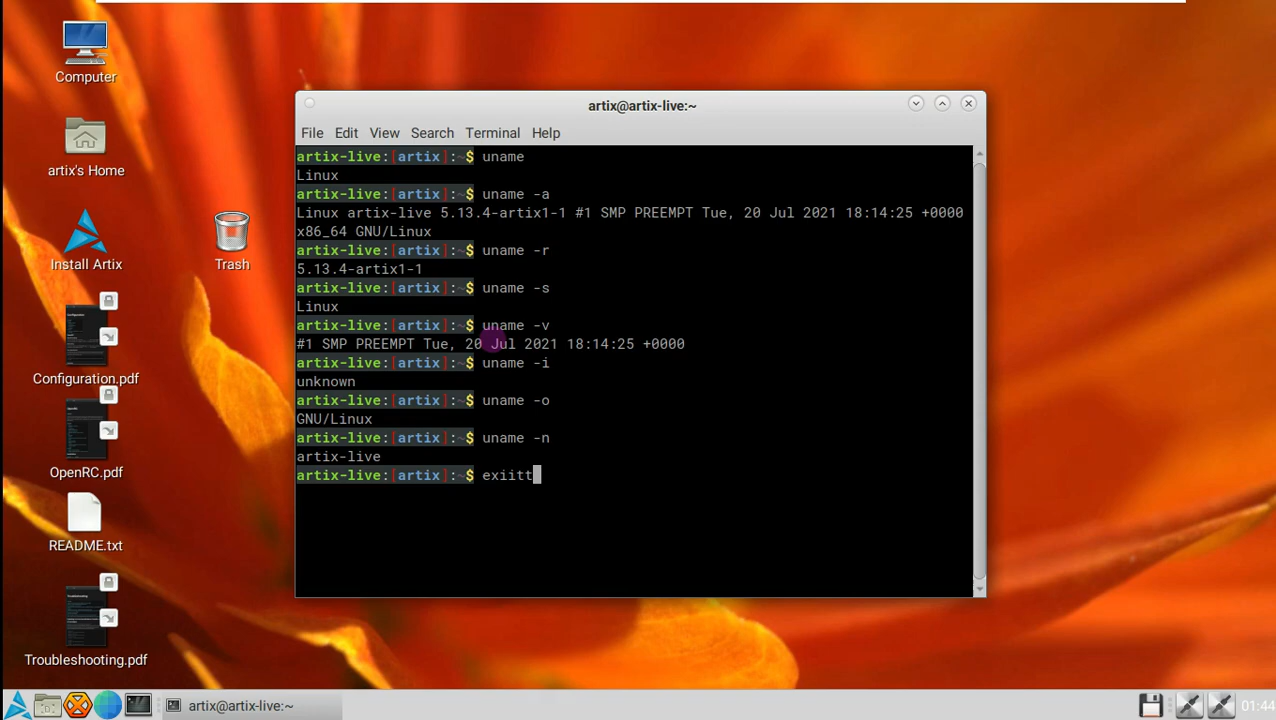 Computer
artix's Home
Install Artix
Trash
Configuration.pdf
OpenRC.pdf
README.txt
Troubleshooting.pdf
artix@artix-live:~
File Edit View Search Terminal Help
artix-live:[artix]:~$ uname
Linux
artix-live:[artix]:~$ uname -a
Linux artix-live 5.13.4-artix1-1 #1 SMP PREEMPT Tue, 20 Jul 2021 18:14:25 +0000
x86_64 GNU/Linux
artix-live:[artix]:~$ uname -r
5.13.4-artix1-1
artix-live:[artix]:~$ uname -s
Linux
artix-live:[artix]:~$ uname -v
#1 SMP PREEMPT Tue, 20 Jul 2021 18:14:25 +0000
artix-live:[artix]:~$ uname -i
unknown
artix-live:[artix]:~$ uname -o
GNU/Linux
artix-live:[artix]:~$ uname -n
artix-live
artix-live:[artix]:~$ exiitt
artix@artix-live:~
01:44